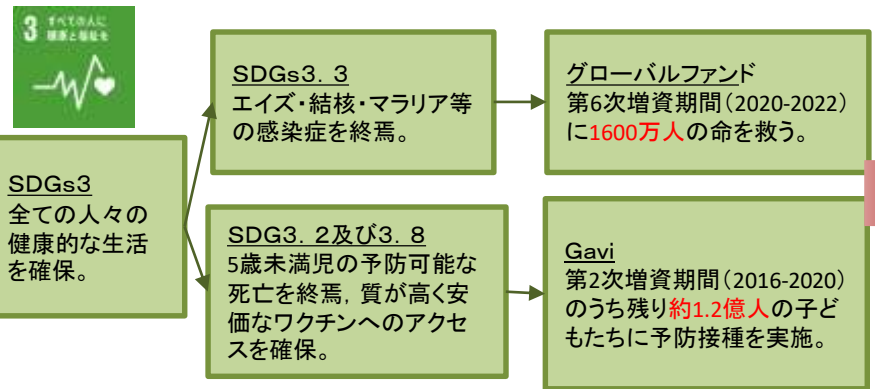 3 すべての人に
健康と福祉を
SDGs3
全ての人々の
健康的な生活
を確保。
SDGs3．3
エイズ・結核・マラリア等
の感染症を終焉。
グローバルファンド
第6次増資期間(2020-2022)
に1600万人の命を救う。
SDG3．2及び3．8
5歳未満児の予防可能な
死亡を終焉，質が高く安
価なワクチンへのアクセ
スを確保。
Gavi
第2次増資期間(2016-2020)
のうち残り約1.2億人の子ど
もたちに予防接種を実施。